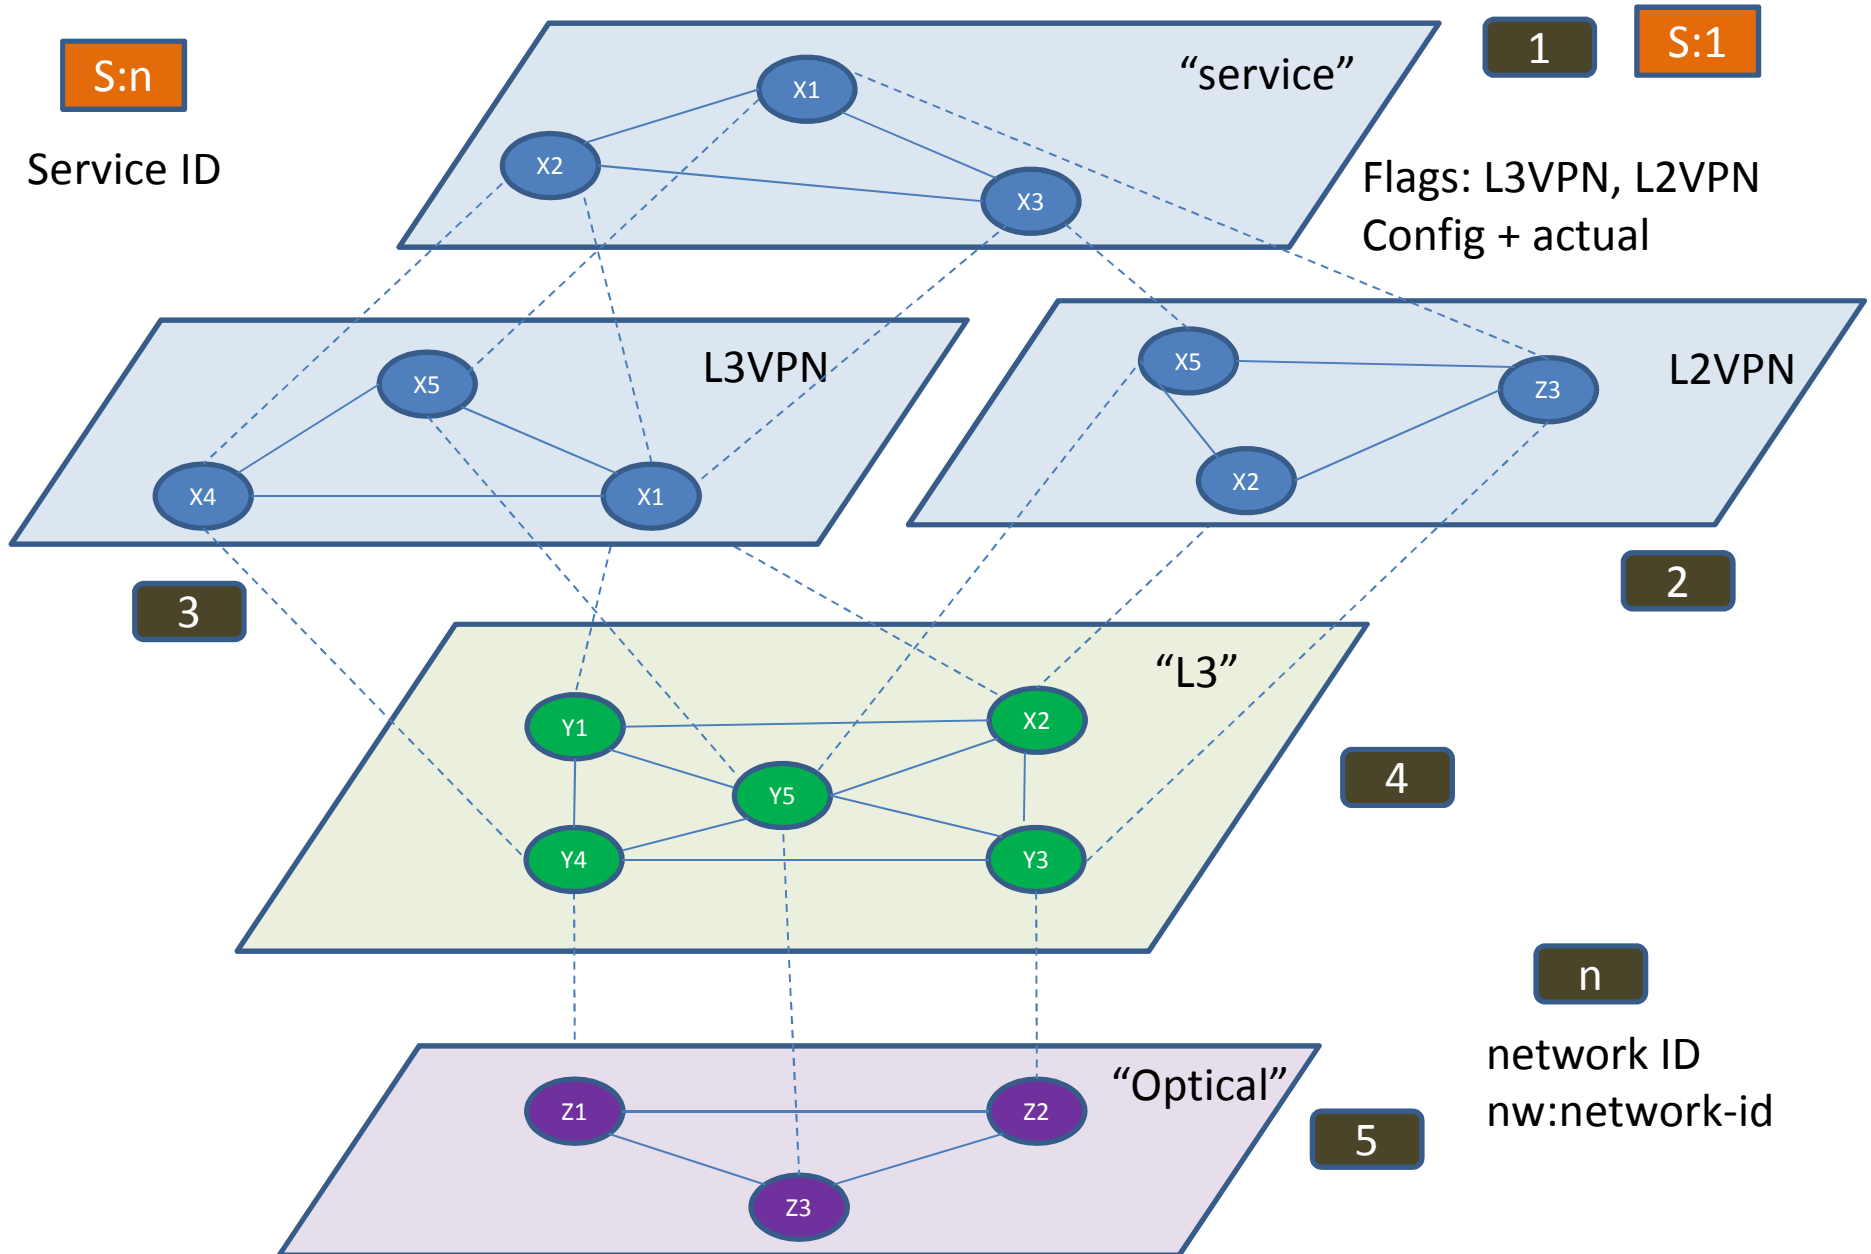 S:n
Service ID
“service”
1
S:1
X1
X2
X3
Flags: L3VPN, L2VPN
Config + actual
L3VPN
X5
X4
X1
3
L2VPN
X5
Z3
X2
2
“L3”
Y1
X2
Y5
Y4
Y3
4
n
network ID
nw:network-id
“Optical”
Z1
Z2
Z3
5